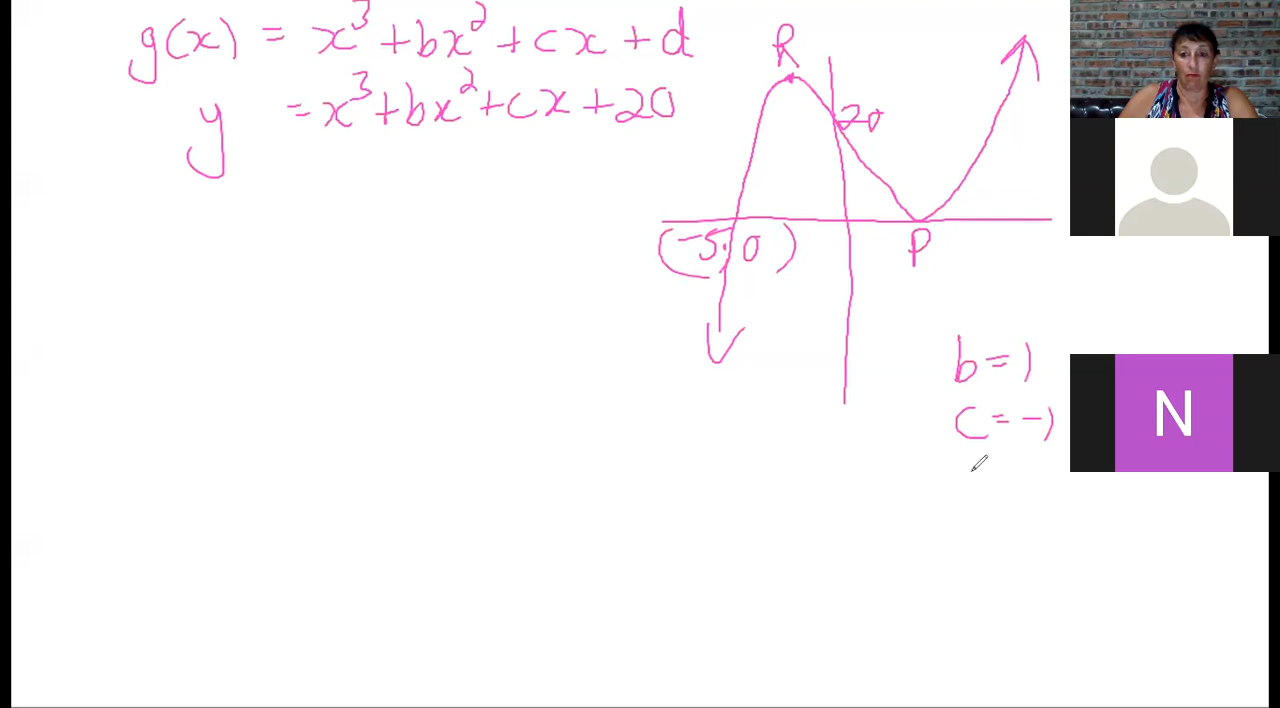 g(x) = x³ + bx² + cx + d
y = x³ + bx² + cx + 20
R
20
(-5;0)
P
b = 1
c = -1
N